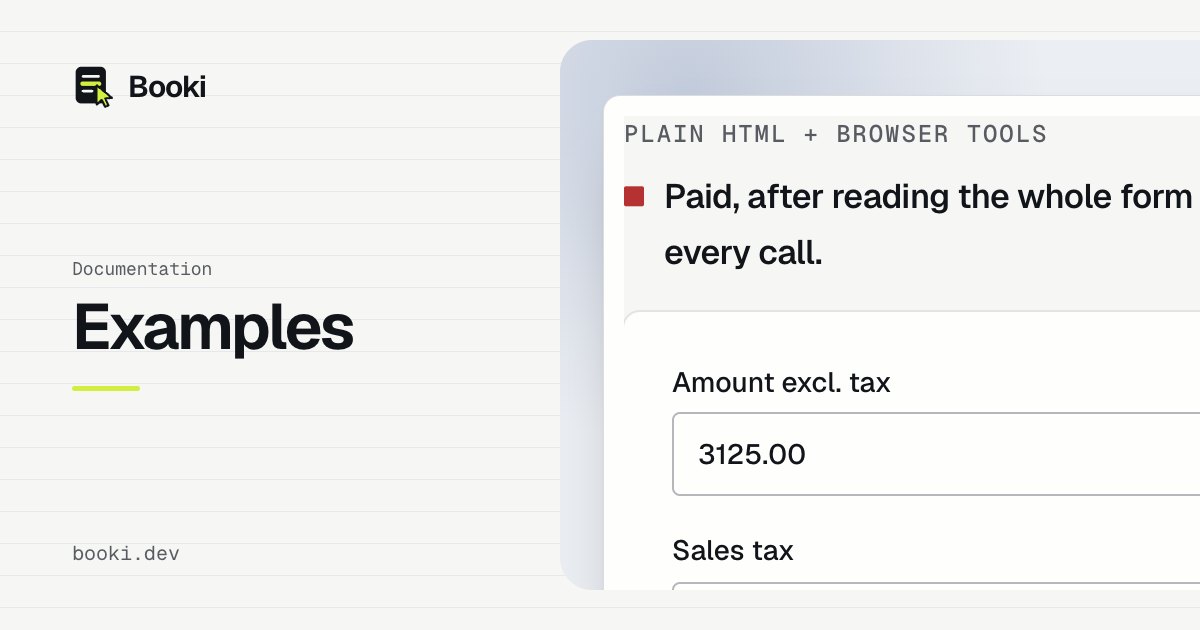 Booki
Documentation
Examples
booki.dev
PLAIN HTML + BROWSER TOOLS
Paid, after reading the whole form
every call.
Amount excl. tax
3125.00
Sales tax